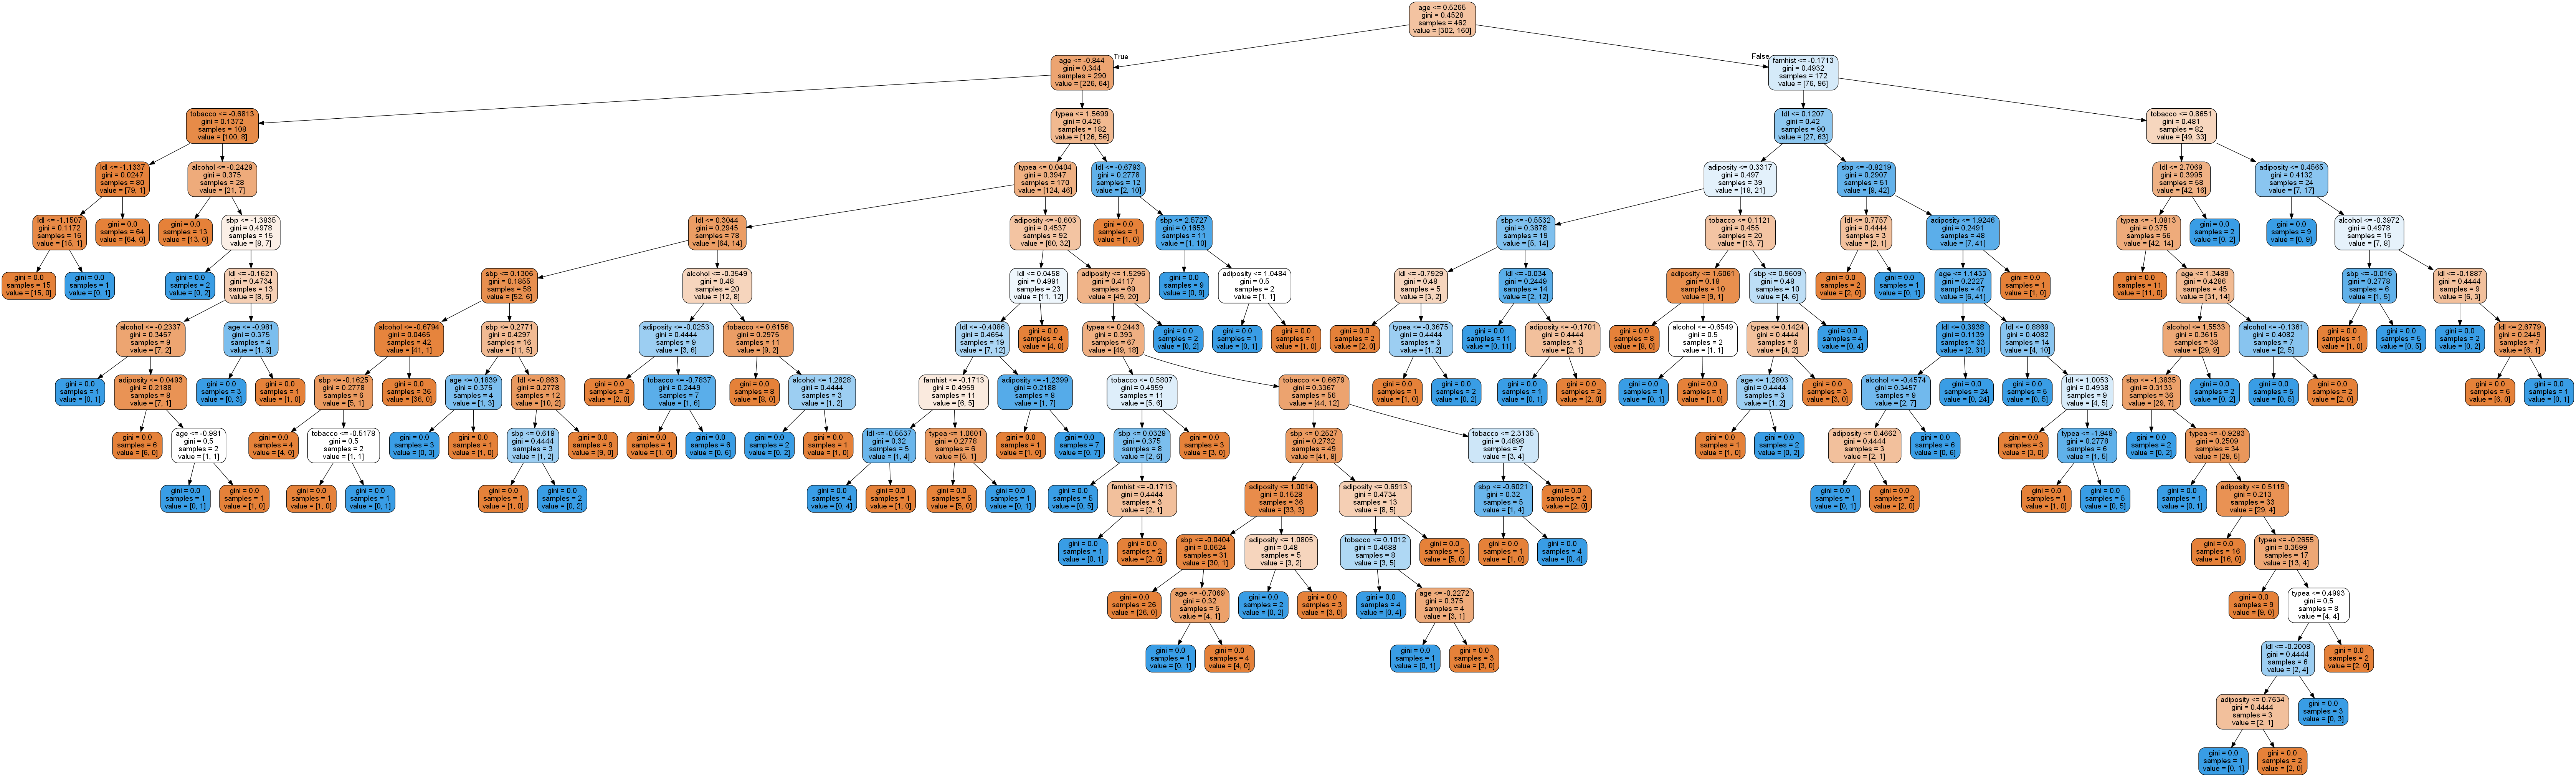 age <= 0.5265
gini = 0.4528
samples = 462
value = [302, 160]
True
False
age <= -0.844
gini = 0.344
samples = 290
value = [226, 64]
famhist <= -0.1713
gini = 0.4932
samples = 172
value = [76, 96]
tobacco <= -0.6813
gini = 0.1372
samples = 108
value = [100, 8]
typea <= 1.5699
gini = 0.426
samples = 182
value = [126, 56]
ldl <= 0.1207
gini = 0.42
samples = 90
value = [27, 63]
tobacco <= 0.8651
gini = 0.481
samples = 82
value = [49, 33]
ldl <= -1.1337
gini = 0.0247
samples = 80
value = [79, 1]
alcohol <= -0.2429
gini = 0.375
samples = 28
value = [21, 7]
typea <= 0.0404
gini = 0.3947
samples = 170
value = [124, 46]
ldl <= -0.6793
gini = 0.2778
samples = 12
value = [2, 10]
adiposity <= 0.3317
gini = 0.497
samples = 39
value = [18, 21]
sbp <= -0.8219
gini = 0.2907
samples = 51
value = [9, 42]
ldl <= 2.7069
gini = 0.3995
samples = 58
value = [42, 16]
adiposity <= 0.4565
gini = 0.4132
samples = 24
value = [7, 17]
ldl <= -1.1507
gini = 0.1172
samples = 16
value = [15, 1]
gini = 0.0
samples = 64
value = [64, 0]
gini = 0.0
samples = 13
value = [13, 0]
sbp <= -1.3835
gini = 0.4978
samples = 15
value = [8, 7]
ldl <= 0.3044
gini = 0.2945
samples = 78
value = [64, 14]
adiposity <= -0.603
gini = 0.4537
samples = 92
value = [60, 32]
gini = 0.0
samples = 1
value = [1, 0]
sbp <= 2.5727
gini = 0.1653
samples = 11
value = [1, 10]
sbp <= -0.5532
gini = 0.3878
samples = 19
value = [5, 14]
tobacco <= 0.1121
gini = 0.455
samples = 20
value = [13, 7]
ldl <= 0.7757
gini = 0.4444
samples = 3
value = [2, 1]
adiposity <= 1.9246
gini = 0.2491
samples = 48
value = [7, 41]
typea <= -1.0813
gini = 0.375
samples = 56
value = [42, 14]
gini = 0.0
samples = 2
value = [0, 2]
gini = 0.0
samples = 9
value = [0, 9]
alcohol <= -0.3972
gini = 0.4978
samples = 15
value = [7, 8]
gini = 0.0
samples = 15
value = [15, 0]
gini = 0.0
samples = 1
value = [0, 1]
gini = 0.0
samples = 2
value = [0, 2]
ldl <= -0.1621
gini = 0.4734
samples = 13
value = [8, 5]
sbp <= 0.1306
gini = 0.1855
samples = 58
value = [52, 6]
alcohol <= -0.3549
gini = 0.48
samples = 20
value = [12, 8]
ldl <= 0.0458
gini = 0.4991
samples = 23
value = [11, 12]
adiposity <= 1.5296
gini = 0.4117
samples = 69
value = [49, 20]
gini = 0.0
samples = 9
value = [0, 9]
adiposity <= 1.0484
gini = 0.5
samples = 2
value = [1, 1]
ldl <= -0.7929
gini = 0.48
samples = 5
value = [3, 2]
ldl <= -0.034
gini = 0.2449
samples = 14
value = [2, 12]
adiposity <= 1.6061
gini = 0.18
samples = 10
value = [9, 1]
sbp <= 0.9609
gini = 0.48
samples = 10
value = [4, 6]
gini = 0.0
samples = 2
value = [2, 0]
gini = 0.0
samples = 1
value = [0, 1]
age <= 1.1433
gini = 0.2227
samples = 47
value = [6, 41]
gini = 0.0
samples = 1
value = [1, 0]
gini = 0.0
samples = 11
value = [11, 0]
age <= 1.3489
gini = 0.4286
samples = 45
value = [31, 14]
sbp <= -0.016
gini = 0.2778
samples = 6
value = [1, 5]
ldl <= -0.1887
gini = 0.4444
samples = 9
value = [6, 3]
alcohol <= -0.2337
gini = 0.3457
samples = 9
value = [7, 2]
age <= -0.981
gini = 0.375
samples = 4
value = [1, 3]
alcohol <= -0.6794
gini = 0.0465
samples = 42
value = [41, 1]
sbp <= 0.2771
gini = 0.4297
samples = 16
value = [11, 5]
adiposity <= -0.0253
gini = 0.4444
samples = 9
value = [3, 6]
tobacco <= 0.6156
gini = 0.2975
samples = 11
value = [9, 2]
ldl <= -0.4086
gini = 0.4654
samples = 19
value = [7, 12]
gini = 0.0
samples = 4
value = [4, 0]
typea <= 0.2443
gini = 0.393
samples = 67
value = [49, 18]
gini = 0.0
samples = 2
value = [0, 2]
gini = 0.0
samples = 1
value = [0, 1]
gini = 0.0
samples = 1
value = [1, 0]
gini = 0.0
samples = 2
value = [2, 0]
typea <= -0.3675
gini = 0.4444
samples = 3
value = [1, 2]
gini = 0.0
samples = 11
value = [0, 11]
adiposity <= -0.1701
gini = 0.4444
samples = 3
value = [2, 1]
gini = 0.0
samples = 8
value = [8, 0]
alcohol <= -0.6549
gini = 0.5
samples = 2
value = [1, 1]
typea <= 0.1424
gini = 0.4444
samples = 6
value = [4, 2]
gini = 0.0
samples = 4
value = [0, 4]
ldl <= 0.3938
gini = 0.1139
samples = 33
value = [2, 31]
ldl <= 0.8869
gini = 0.4082
samples = 14
value = [4, 10]
alcohol <= 1.5533
gini = 0.3615
samples = 38
value = [29, 9]
alcohol <= -0.1361
gini = 0.4082
samples = 7
value = [2, 5]
gini = 0.0
samples = 1
value = [1, 0]
gini = 0.0
samples = 5
value = [0, 5]
gini = 0.0
samples = 2
value = [0, 2]
ldl <= 2.6779
gini = 0.2449
samples = 7
value = [6, 1]
gini = 0.0
samples = 1
value = [0, 1]
adiposity <= 0.0493
gini = 0.2188
samples = 8
value = [7, 1]
gini = 0.0
samples = 3
value = [0, 3]
gini = 0.0
samples = 1
value = [1, 0]
sbp <= -0.1625
gini = 0.2778
samples = 6
value = [5, 1]
gini = 0.0
samples = 36
value = [36, 0]
age <= 0.1839
gini = 0.375
samples = 4
value = [1, 3]
ldl <= -0.863
gini = 0.2778
samples = 12
value = [10, 2]
gini = 0.0
samples = 2
value = [2, 0]
tobacco <= -0.7837
gini = 0.2449
samples = 7
value = [1, 6]
gini = 0.0
samples = 8
value = [8, 0]
alcohol <= 1.2828
gini = 0.4444
samples = 3
value = [1, 2]
famhist <= -0.1713
gini = 0.4959
samples = 11
value = [6, 5]
adiposity <= -1.2399
gini = 0.2188
samples = 8
value = [1, 7]
tobacco <= 0.5807
gini = 0.4959
samples = 11
value = [5, 6]
tobacco <= 0.6679
gini = 0.3367
samples = 56
value = [44, 12]
gini = 0.0
samples = 1
value = [1, 0]
gini = 0.0
samples = 2
value = [0, 2]
gini = 0.0
samples = 1
value = [0, 1]
gini = 0.0
samples = 2
value = [2, 0]
gini = 0.0
samples = 1
value = [0, 1]
gini = 0.0
samples = 1
value = [1, 0]
age <= 1.2803
gini = 0.4444
samples = 3
value = [1, 2]
gini = 0.0
samples = 3
value = [3, 0]
alcohol <= -0.4574
gini = 0.3457
samples = 9
value = [2, 7]
gini = 0.0
samples = 24
value = [0, 24]
gini = 0.0
samples = 5
value = [0, 5]
ldl <= 1.0053
gini = 0.4938
samples = 9
value = [4, 5]
sbp <= -1.3835
gini = 0.3133
samples = 36
value = [29, 7]
gini = 0.0
samples = 2
value = [0, 2]
gini = 0.0
samples = 5
value = [0, 5]
gini = 0.0
samples = 2
value = [2, 0]
gini = 0.0
samples = 6
value = [6, 0]
gini = 0.0
samples = 1
value = [0, 1]
gini = 0.0
samples = 6
value = [6, 0]
age <= -0.981
gini = 0.5
samples = 2
value = [1, 1]
gini = 0.0
samples = 4
value = [4, 0]
tobacco <= -0.5178
gini = 0.5
samples = 2
value = [1, 1]
gini = 0.0
samples = 3
value = [0, 3]
gini = 0.0
samples = 1
value = [1, 0]
sbp <= 0.619
gini = 0.4444
samples = 3
value = [1, 2]
gini = 0.0
samples = 9
value = [9, 0]
gini = 0.0
samples = 1
value = [1, 0]
gini = 0.0
samples = 6
value = [0, 6]
gini = 0.0
samples = 2
value = [0, 2]
gini = 0.0
samples = 1
value = [1, 0]
ldl <= -0.5537
gini = 0.32
samples = 5
value = [1, 4]
typea <= 1.0601
gini = 0.2778
samples = 6
value = [5, 1]
gini = 0.0
samples = 1
value = [1, 0]
gini = 0.0
samples = 7
value = [0, 7]
sbp <= 0.0329
gini = 0.375
samples = 8
value = [2, 6]
gini = 0.0
samples = 3
value = [3, 0]
sbp <= 0.2527
gini = 0.2732
samples = 49
value = [41, 8]
tobacco <= 2.3135
gini = 0.4898
samples = 7
value = [3, 4]
gini = 0.0
samples = 1
value = [1, 0]
gini = 0.0
samples = 2
value = [0, 2]
adiposity <= 0.4662
gini = 0.4444
samples = 3
value = [2, 1]
gini = 0.0
samples = 6
value = [0, 6]
gini = 0.0
samples = 3
value = [3, 0]
typea <= -1.948
gini = 0.2778
samples = 6
value = [1, 5]
gini = 0.0
samples = 2
value = [0, 2]
typea <= -0.9283
gini = 0.2509
samples = 34
value = [29, 5]
gini = 0.0
samples = 1
value = [0, 1]
gini = 0.0
samples = 1
value = [1, 0]
gini = 0.0
samples = 1
value = [1, 0]
gini = 0.0
samples = 1
value = [0, 1]
gini = 0.0
samples = 1
value = [1, 0]
gini = 0.0
samples = 2
value = [0, 2]
gini = 0.0
samples = 4
value = [0, 4]
gini = 0.0
samples = 1
value = [1, 0]
gini = 0.0
samples = 5
value = [5, 0]
gini = 0.0
samples = 1
value = [0, 1]
gini = 0.0
samples = 5
value = [0, 5]
famhist <= -0.1713
gini = 0.4444
samples = 3
value = [2, 1]
adiposity <= 1.0014
gini = 0.1528
samples = 36
value = [33, 3]
adiposity <= 0.6913
gini = 0.4734
samples = 13
value = [8, 5]
sbp <= -0.6021
gini = 0.32
samples = 5
value = [1, 4]
gini = 0.0
samples = 2
value = [2, 0]
gini = 0.0
samples = 1
value = [0, 1]
gini = 0.0
samples = 2
value = [2, 0]
gini = 0.0
samples = 1
value = [1, 0]
gini = 0.0
samples = 5
value = [0, 5]
gini = 0.0
samples = 1
value = [0, 1]
adiposity <= 0.5119
gini = 0.213
samples = 33
value = [29, 4]
gini = 0.0
samples = 1
value = [0, 1]
gini = 0.0
samples = 2
value = [2, 0]
sbp <= -0.0404
gini = 0.0624
samples = 31
value = [30, 1]
adiposity <= 1.0805
gini = 0.48
samples = 5
value = [3, 2]
tobacco <= 0.1012
gini = 0.4688
samples = 8
value = [3, 5]
gini = 0.0
samples = 5
value = [5, 0]
gini = 0.0
samples = 1
value = [1, 0]
gini = 0.0
samples = 4
value = [0, 4]
gini = 0.0
samples = 16
value = [16, 0]
typea <= -0.2655
gini = 0.3599
samples = 17
value = [13, 4]
gini = 0.0
samples = 26
value = [26, 0]
age <= -0.7069
gini = 0.32
samples = 5
value = [4, 1]
gini = 0.0
samples = 2
value = [0, 2]
gini = 0.0
samples = 3
value = [3, 0]
gini = 0.0
samples = 4
value = [0, 4]
age <= -0.2272
gini = 0.375
samples = 4
value = [3, 1]
gini = 0.0
samples = 9
value = [9, 0]
typea <= 0.4993
gini = 0.5
samples = 8
value = [4, 4]
gini = 0.0
samples = 1
value = [0, 1]
gini = 0.0
samples = 4
value = [4, 0]
gini = 0.0
samples = 1
value = [0, 1]
gini = 0.0
samples = 3
value = [3, 0]
ldl <= -0.2008
gini = 0.4444
samples = 6
value = [2, 4]
gini = 0.0
samples = 2
value = [2, 0]
adiposity <= 0.7634
gini = 0.4444
samples = 3
value = [2, 1]
gini = 0.0
samples = 3
value = [0, 3]
gini = 0.0
samples = 1
value = [0, 1]
gini = 0.0
samples = 2
value = [2, 0]